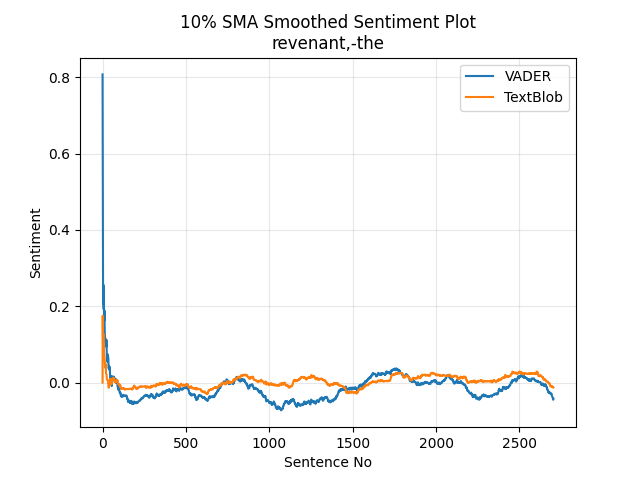 10% SMA Smoothed Sentiment Plot
revenant,-the
VADER
TextBlob
0.8
0.6
0.4
0.2
0.0
Sentiment
0
500
1000
1500
2000
2500
Sentence No